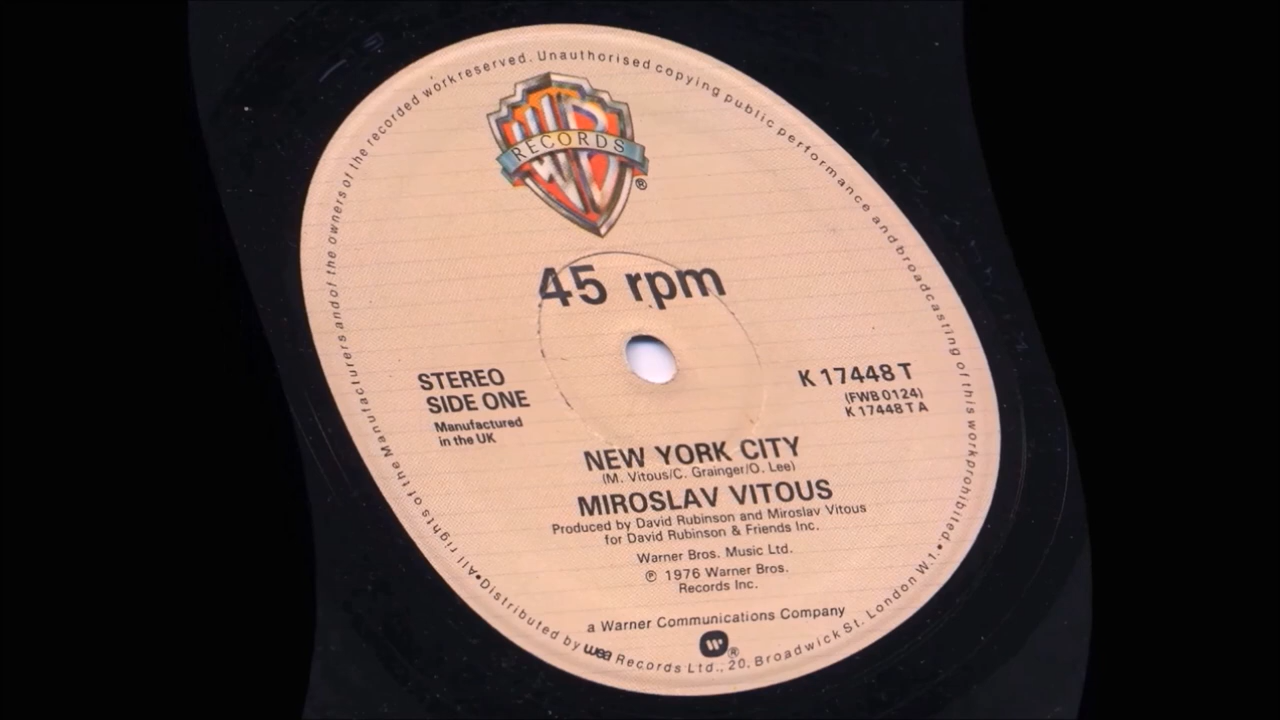 WB
RECORDS
®
45 rpm
STEREO
SIDE ONE
Manufactured
in the UK
K 17448 T
(FWB 0124)
K 17448 T A
NEW YORK CITY
(M. Vitous/C. Grainger/O. Lee)
MIROSLAV VITOUS
Produced by David Rubinson and Miroslav Vitous
for David Rubinson & Friends Inc.
Warner Bros. Music Ltd.
℗ 1976 Warner Bros.
Records Inc.
a Warner Communications Company
W®
•All rights of the Manufacturers and of the owners of the recorded work reserved. Unauthorised copying public performance and broadcasting of this work prohibited.•
Distributed by wea Records Ltd., 20, Broadwick St. London W.1.